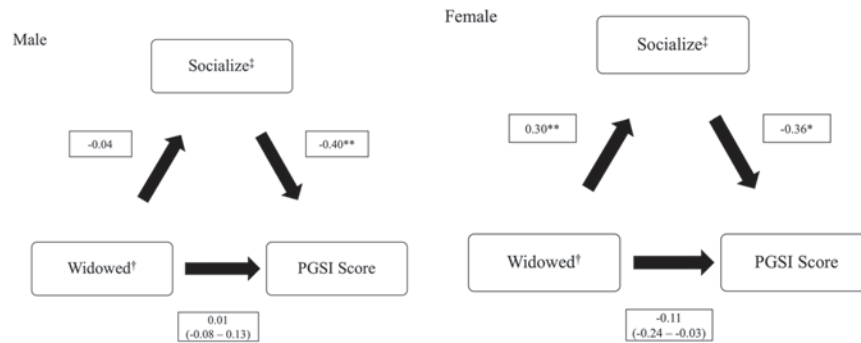 Male
Socialize‡
-0.04
-0.40**
Widowed†
PGSI Score
0.01
(-0.08 – 0.13)
Female
Socialize‡
0.30**
-0.36*
Widowed†
PGSI Score
-0.11
(-0.24 – -0.03)